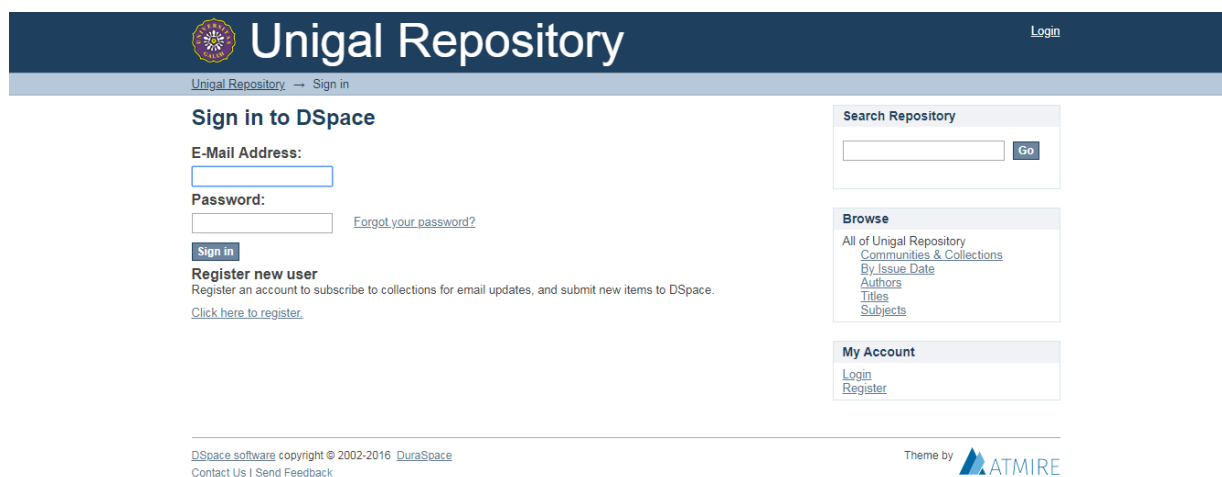 Unigal Repository
Login
Unigal Repository → Sign in
Sign in to DSpace
E-Mail Address:
Password:
Forgot your password?
Sign in
Register new user
Register an account to subscribe to collections for email updates, and submit new items to DSpace.
Click here to register.
Search Repository
Go
Browse
All of Unigal Repository
Communities & Collections
By Issue Date
Authors
Titles
Subjects
My Account
Login
Register
DSpace software copyright © 2002-2016 DuraSpace
Contact Us | Send Feedback
Theme by ATMIRE